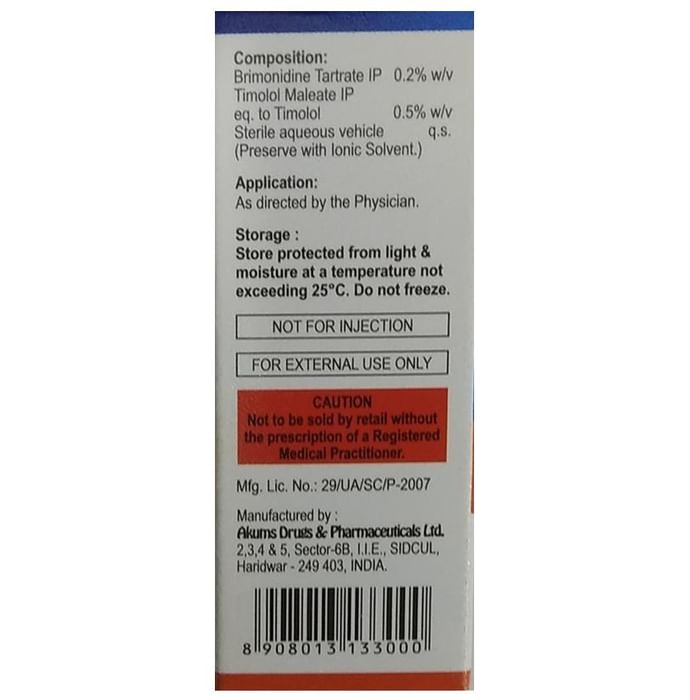 Composition:
Brimonidine Tartrate IP 0.2% w/v
Timolol Maleate IP
eq. to Timolol 0.5% w/v
Sterile aqueous vehicle q.s.
(Preserve with Ionic Solvent.)
Application:
As directed by the Physician.
Storage :
Store protected from light &
moisture at a temperature not
exceeding 25°C. Do not freeze.
NOT FOR INJECTION
FOR EXTERNAL USE ONLY
CAUTION
Not to be sold by retail without
the prescription of a Registered
Medical Practitioner.
Mfg. Lic. No.: 29/UA/SC/P-2007
Manufactured by :
Akums Drugs & Pharmaceuticals Ltd.
2,3,4 & 5, Sector-6B, I.I.E., SIDCUL,
Haridwar - 249 403, INDIA.
8 908013 133000